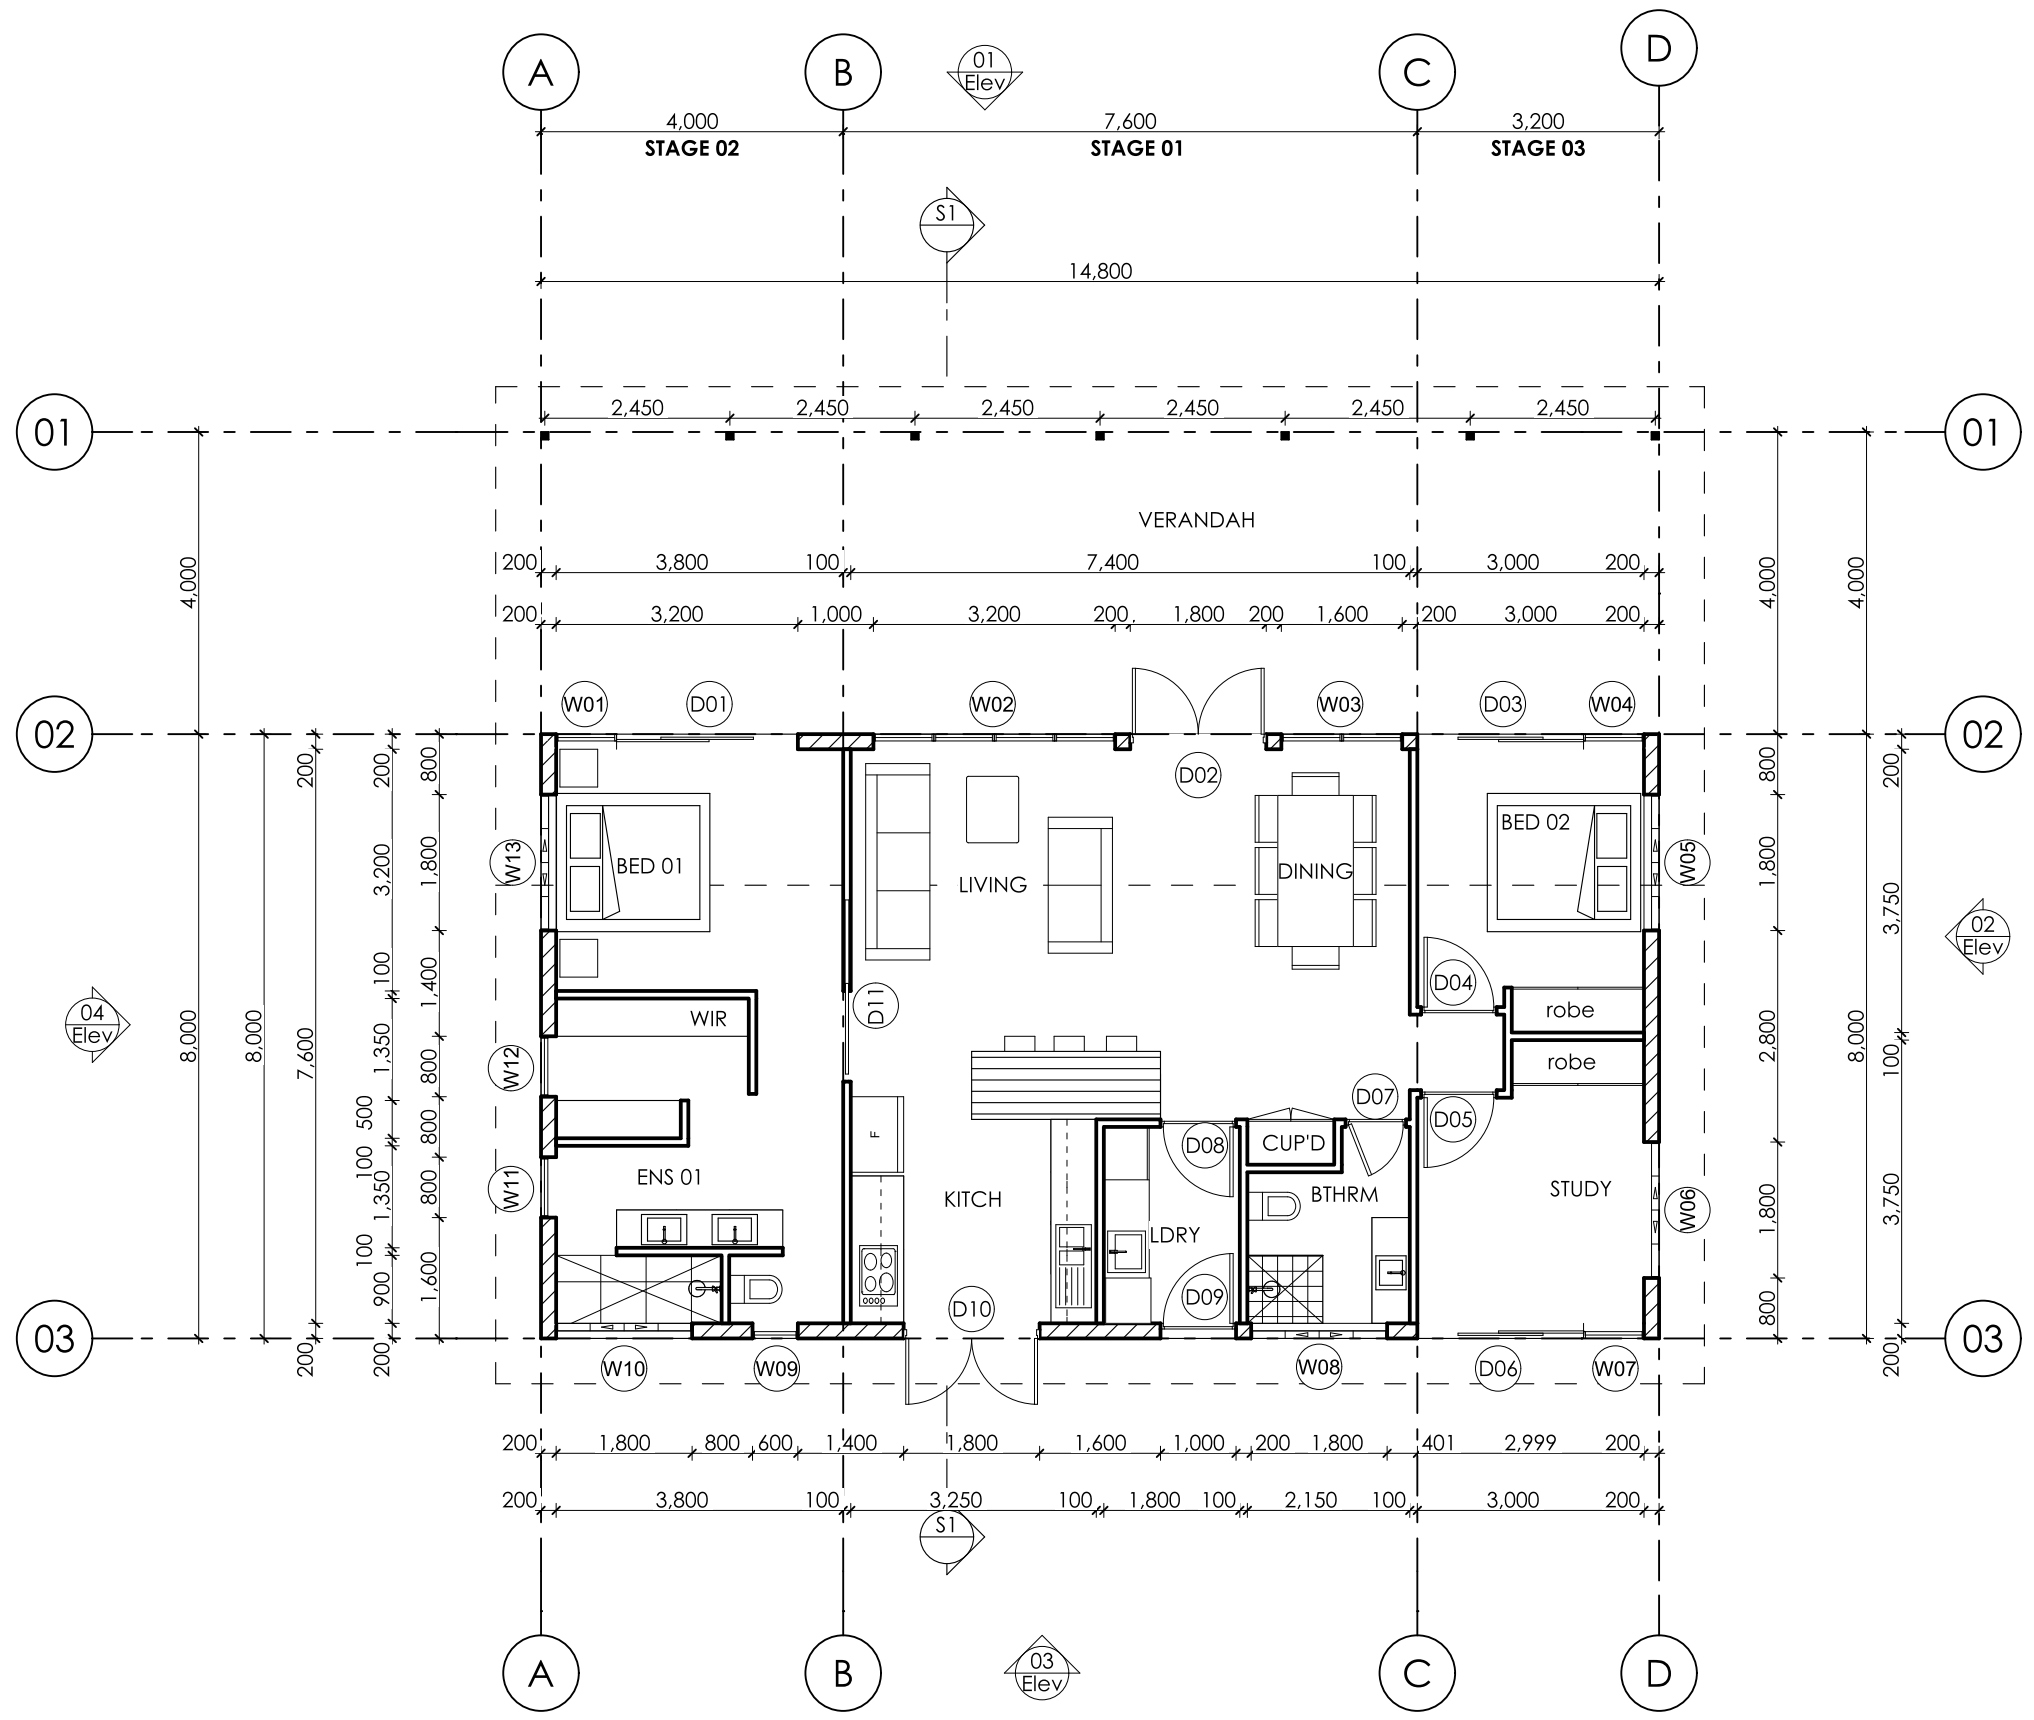 A
B
C
D
01
Elev
4,000
7,600
3,200
STAGE 02
STAGE 01
STAGE 03
S1
14,800
2,450
2,450
2,450
2,450
2,450
2,450
01
01
VERANDAH
200
3,800
100
7,400
100
3,000
200
4,000
4,000
4,000
200
3,200
1,000
3,200
200
1,800
200
1,600
200
3,000
200
W01
D01
W02
W03
D03
W04
02
02
D02
200
200
800
800
200
W13
BED 01
LIVING
DINING
BED 02
W05
3,200
1,800
1,800
3,750
02
Elev
04
Elev
8,000
8,000
7,600
100
1,400
D11
D04
WIR
robe
robe
W12
1,350
800
2,800
8,000
100
D07
D05
500
800
F
D08
CUP'D
100
W11
ENS 01
KITCH
BTHRM
STUDY
W06
1,350
800
LDRY
1,800
3,750
100
900
1,600
D10
D09
800
03
03
200
200
200
W10
W09
W08
D06
W07
200
1,800
800
600
1,400
1,800
1,600
1,000
200
1,800
401
2,999
200
200
3,800
100
3,250
100
1,800
100
2,150
100
3,000
200
S1
A
B
03
Elev
C
D